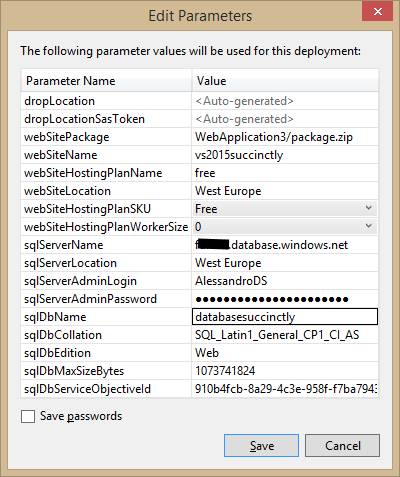 Edit Parameters
The following parameter values will be used for this deployment:
Parameter Name Value
dropLocation <Auto-generated>
dropLocationSasToken <Auto-generated>
webSitePackage WebApplication3/package.zip
webSiteName vs2015succinctly
webSiteHostingPlanName free
webSiteLocation West Europe
webSiteHostingPlanSKU Free
webSiteHostingPlanWorkerSize 0
sqlServerName .database.windows.net
sqlServerLocation West Europe
sqlServerAdminLogin AlessandroDS
sqlServerAdminPassword ●●●●●●●●●●●●●●●●●●●●●●
sqlDbName databasesuccinctly
sqlDbCollation SQL_Latin1_General_CP1_CI_AS
sqlDbEdition Web
sqlDbMaxSizeBytes 1073741824
sqlDbServiceObjectiveId 910b4fcb-8a29-4c3e-958f-f7ba7943
Save passwords
Save Cancel